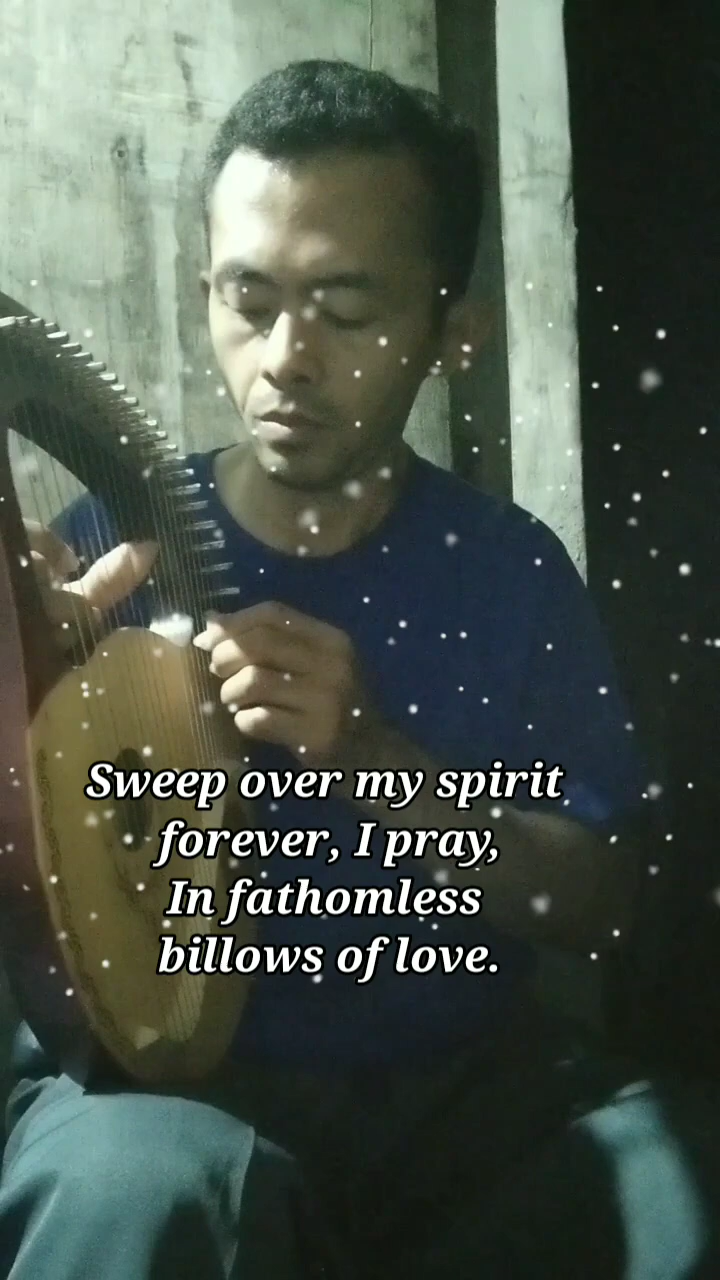 Sweep over my spirit
forever, I pray,
In fathomless
billows of love.